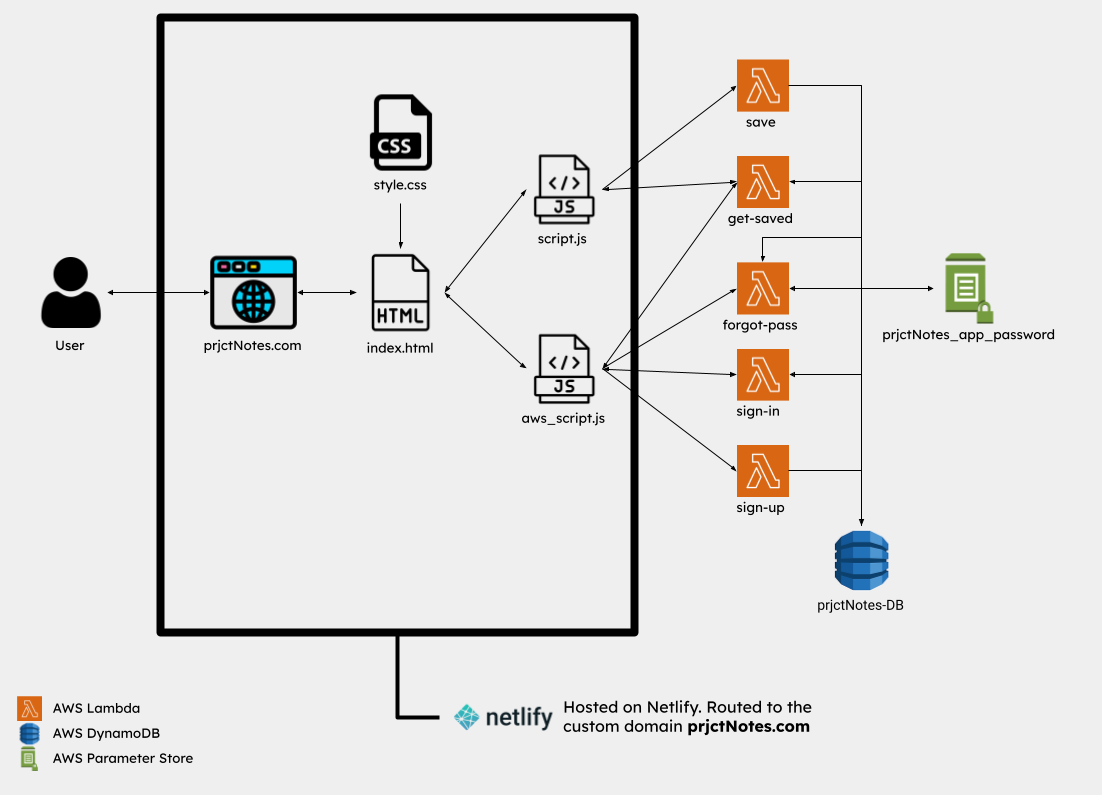 save
CSS
style.css
JS
script.js
get-saved
User
prjctNotes.com
HTML
index.html
forgot-pass
prjctNotes_app_password
JS
aws_script.js
sign-in
sign-up
prjctNotes-DB
AWS Lambda
AWS DynamoDB
AWS Parameter Store
netlify
Hosted on Netlify. Routed to the
custom domain prjctNotes.com